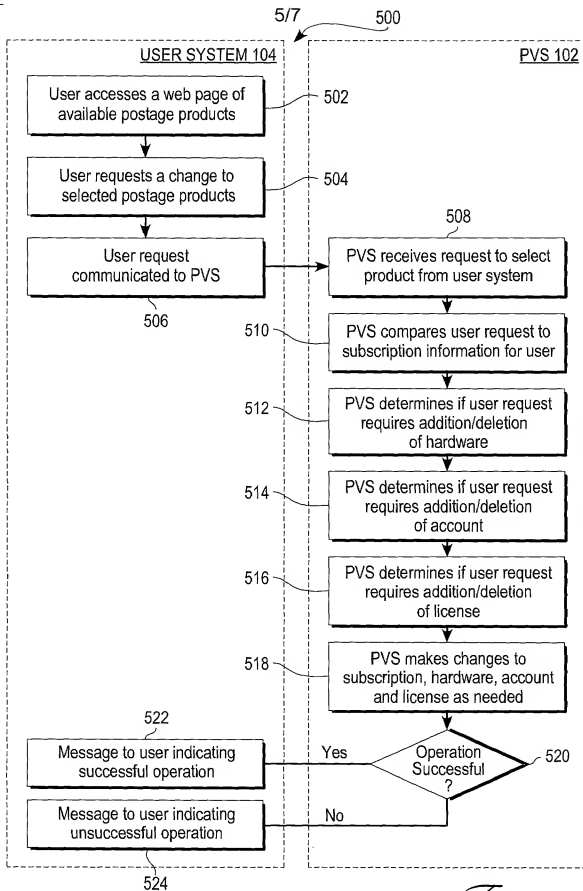 5/7
500
USER SYSTEM 104
PVS 102
User accesses a web page of
available postage products
502
User requests a change to
selected postage products
504
User request
communicated to PVS
506
508
PVS receives request to select
product from user system
510
PVS compares user request to
subscription information for user
512
PVS determines if user request
requires addition/deletion
of hardware
514
PVS determines if user request
requires addition/deletion
of account
516
PVS determines if user request
requires addition/deletion
of license
518
PVS makes changes to
subscription, hardware, account
and license as needed
Operation
Successful
?
520
Yes
522
Message to user indicating
successful operation
No
Message to user indicating
unsuccessful operation
524